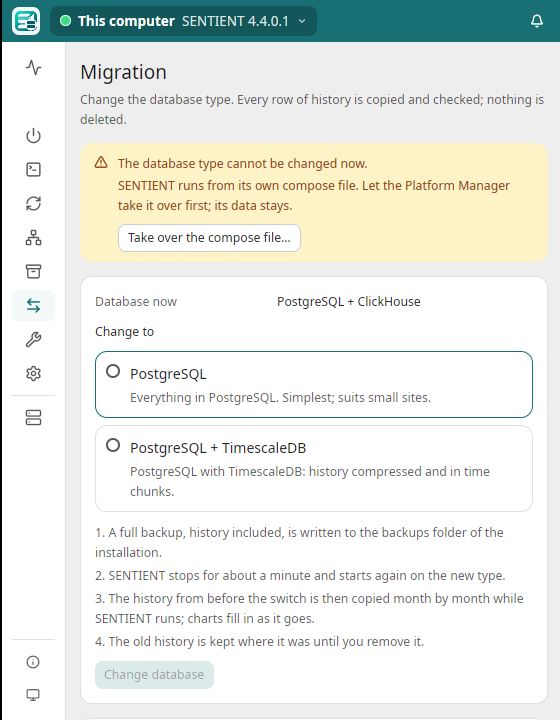 This computer SENTIENT 4.4.0.1
Migration
Change the database type. Every row of history is copied and checked; nothing is
deleted.
The database type cannot be changed now.
SENTIENT runs from its own compose file. Let the Platform Manager
take it over first; its data stays.
Take over the compose file...
Database now PostgreSQL + ClickHouse
Change to
PostgreSQL
Everything in PostgreSQL. Simplest; suits small sites.
PostgreSQL + TimescaleDB
PostgreSQL with TimescaleDB: history compressed and in time
chunks.
1. A full backup, history included, is written to the backups folder of the
installation.
2. SENTIENT stops for about a minute and starts again on the new type.
3. The history from before the switch is then copied month by month while
SENTIENT runs; charts fill in as it goes.
4. The old history is kept where it was until you remove it.
Change database